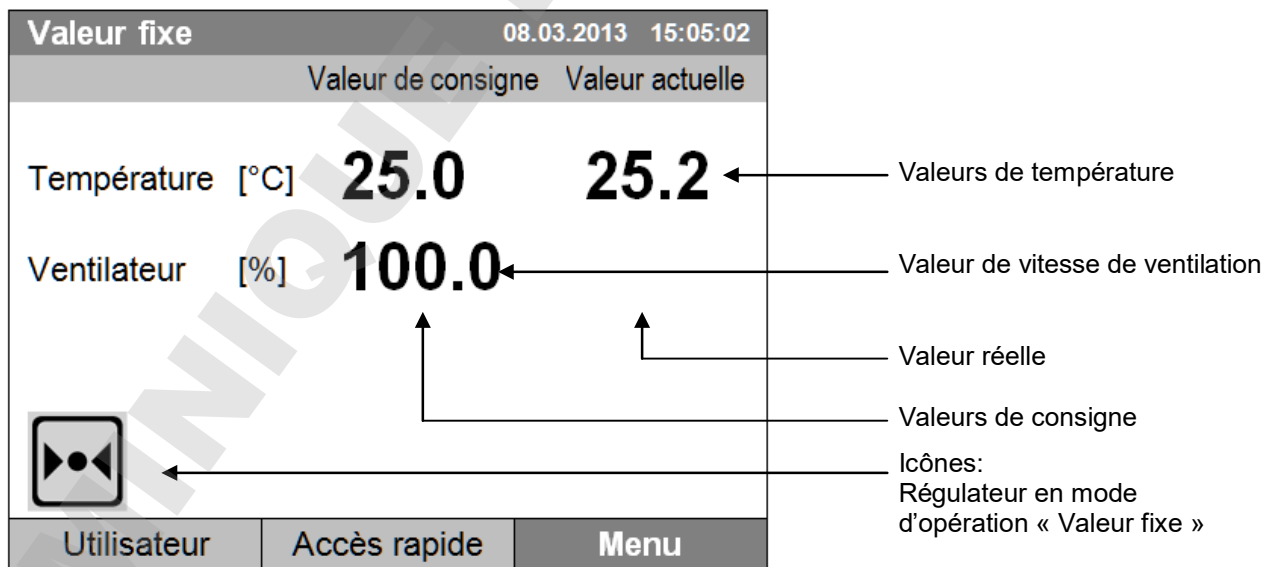 Valeur fixe 08.03.2013 15:05:02
Valeur de consigne Valeur actuelle
Température [°C] 25.0 25.2
Valeurs de température
Ventilateur [%] 100.0
Valeur de vitesse de ventilation
Valeur réelle
Valeurs de consigne
Icônes:
Régulateur en mode
d'opération « Valeur fixe »
Utilisateur Accès rapide Menu